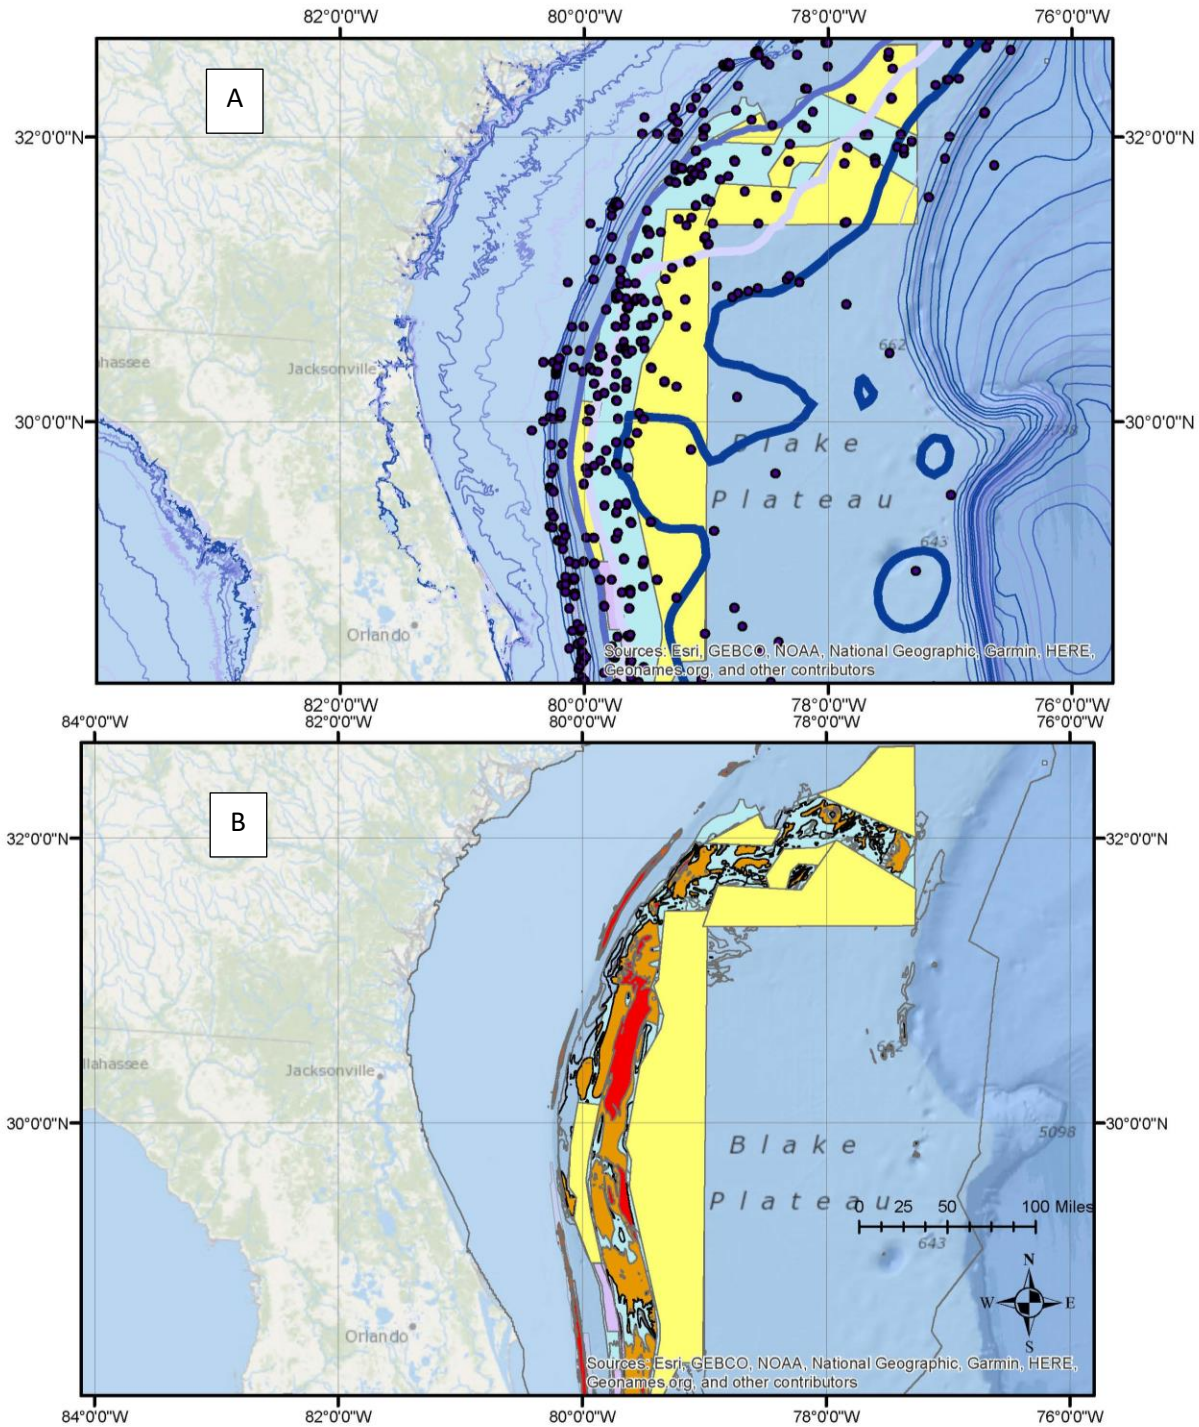 82°0'0"W 80°0'0"W 78°0'0"W 76°0'0"W
A
32°0'0"N 32°0'0"N
hassee
Jacksonville
662
30°0'0"N 30°0'0"N
Blake
5098
Plateau
643
Orlando
Sources: Esri, GEBCO, NOAA, National Geographic, Garmin, HERE,
Geonames.org, and other contributors
82°0'0"W 80°0'0"W 78°0'0"W 76°0'0"W
84°0'0"W 82°0'0"W 80°0'0"W 78°0'0"W 76°0'0"W
B
32°0'0"N 32°0'0"N
llahassee
Jacksonville
662
30°0'0"N 30°0'0"N
Blake
5098
Plateau
0 25 50 100 Miles
643
N
W E
S
Orlando
Sources: Esri, GEBCO, NOAA, National Geographic, Garmin, HERE,
Geonames.org, and other contributors
84°0'0"W 82°0'0"W 80°0'0"W 78°0'0"W 76°0'0"W